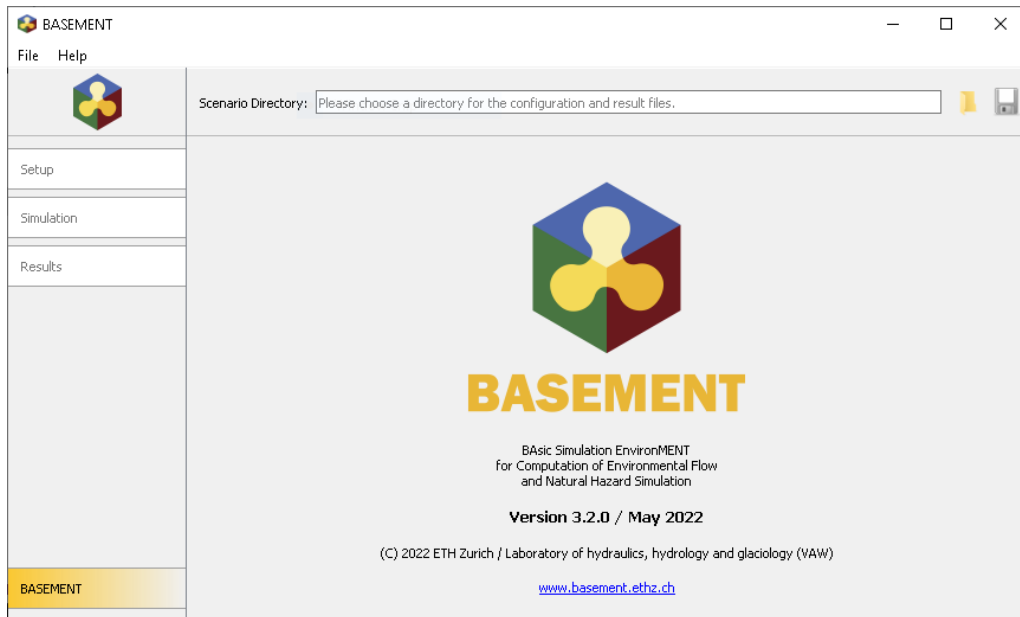 BASEMENT
File Help
Scenario Directory: Please choose a directory for the configuration and result files.
Setup
Simulation
Results
BASEMENT
BAsic Simulation EnvironMENT
for Computation of Environmental Flow
and Natural Hazard Simulation
Version 3.2.0 / May 2022
(C) 2022 ETH Zurich / Laboratory of hydraulics, hydrology and glaciology (VAW)
www.basement.ethz.ch
BASEMENT